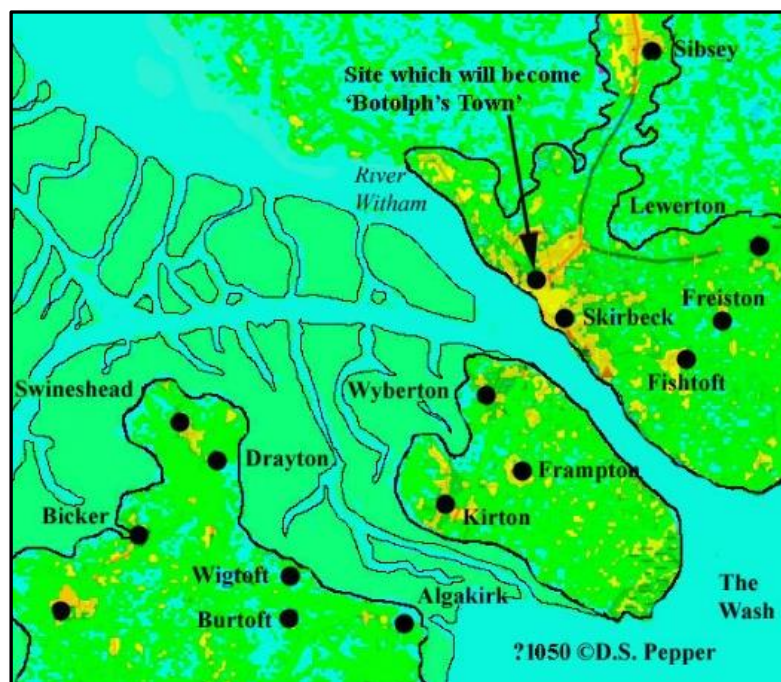 Sibsey
Site which will become
‘Botolph's Town’
River
Witham
Lewerton
Freiston
Skirbeck
Fishtoft
Swineshead
Wyberton
Drayton
Frampton
Kirton
Bicker
Wigtoft
Algakirk
Burtoft
The
Wash
?1050 ©D.S. Pepper